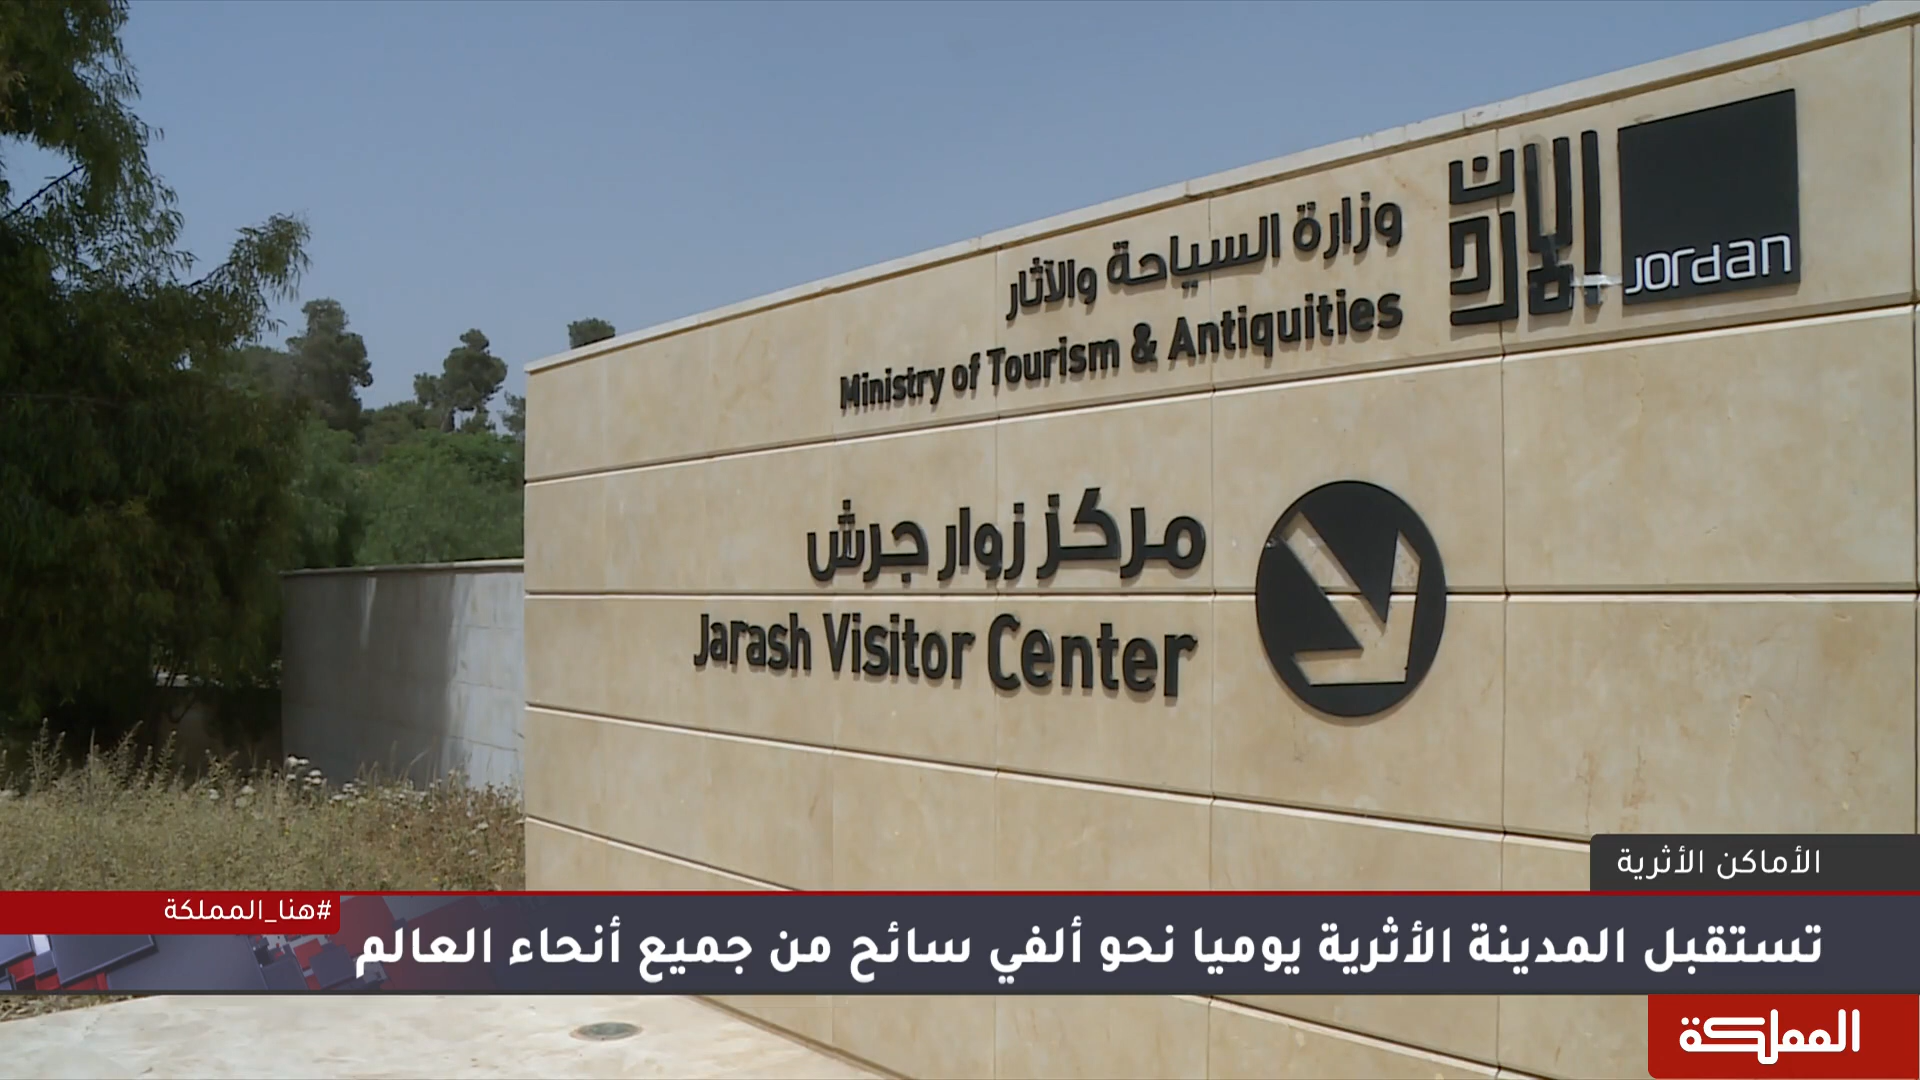 الأردن
Jordan
وزارة السياحة والآثار
Ministry of Tourism & Antiquities
مركز زوار جرش
Jarash Visitor Center
الأماكن الأثرية
#هنا_المملكة
تستقبل المدينة الأثرية يوميا نحو ألفي سائح من جميع أنحاء العالم
المملكة